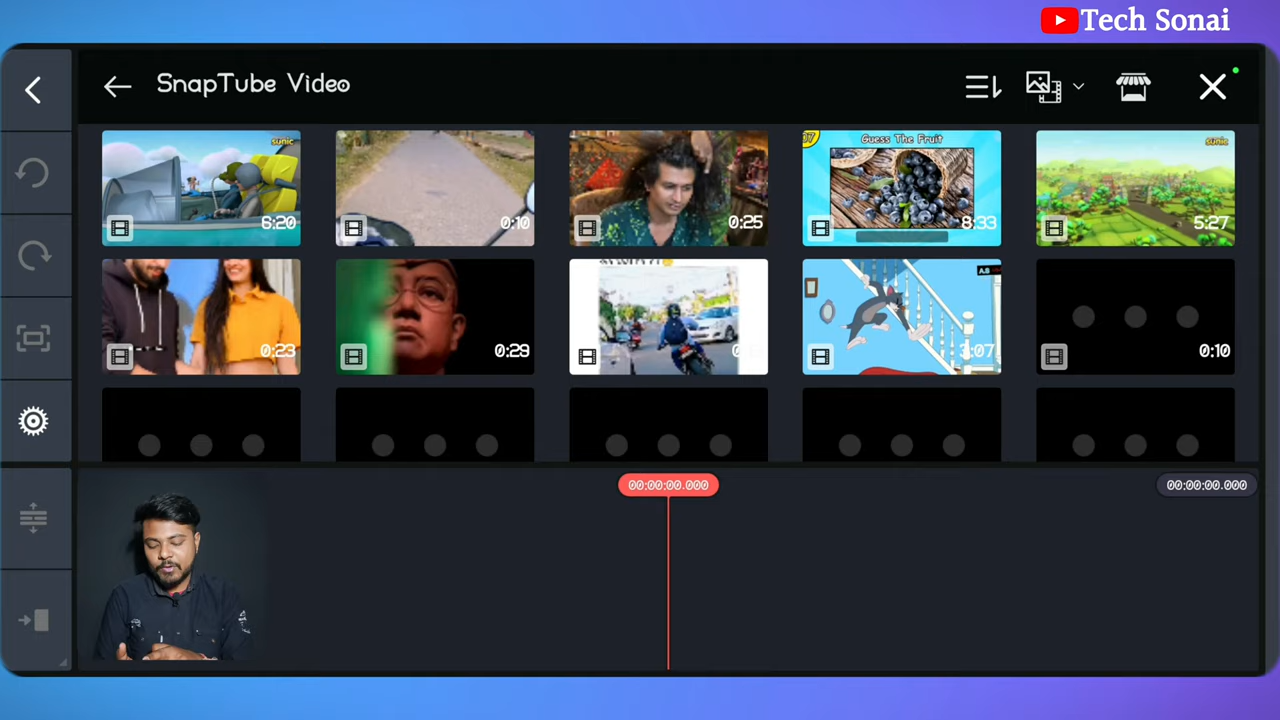 Tech Sonai
SnapTube Video
sunic
6:20
0:10
0:25
Guess The Fruit
8:33
sunic
5:27
0:23
0:29
A.B
3:07
0:10
00:00:00.000
00:00:00.000